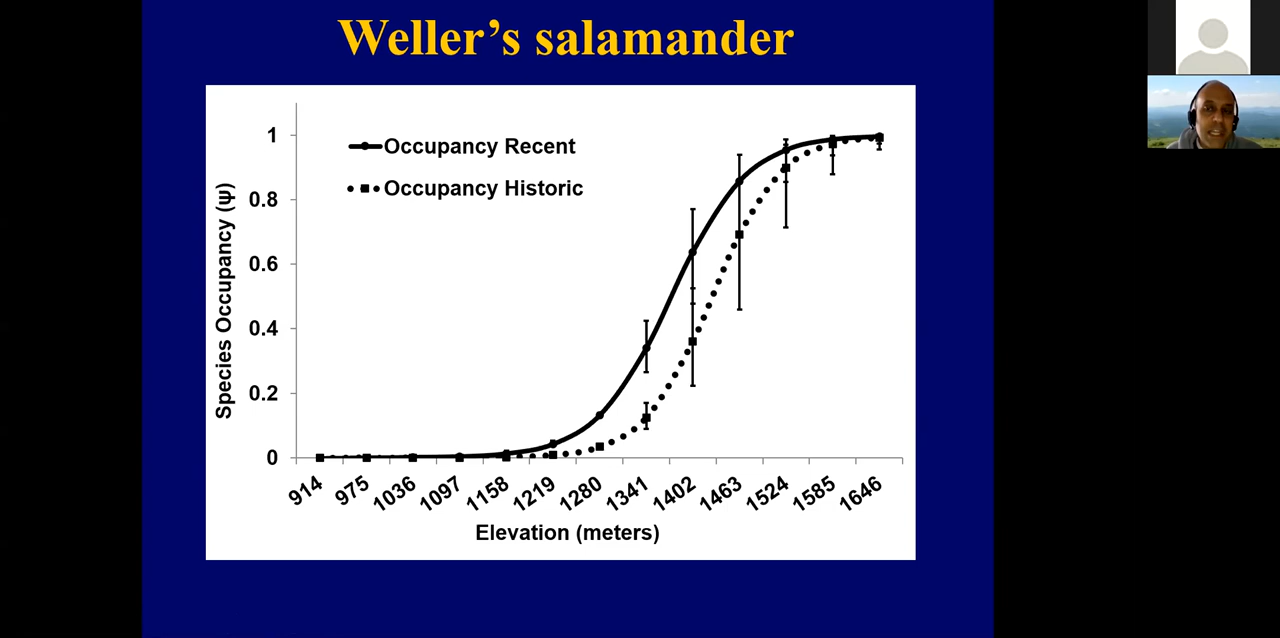 Weller’s salamander
Occupancy Recent
Occupancy Historic
Species Occupancy (ψ)
1
0.8
0.6
0.4
0.2
0
914 975 1036 1097 1158 1219 1280 1341 1402 1463 1524 1585 1646
Elevation (meters)